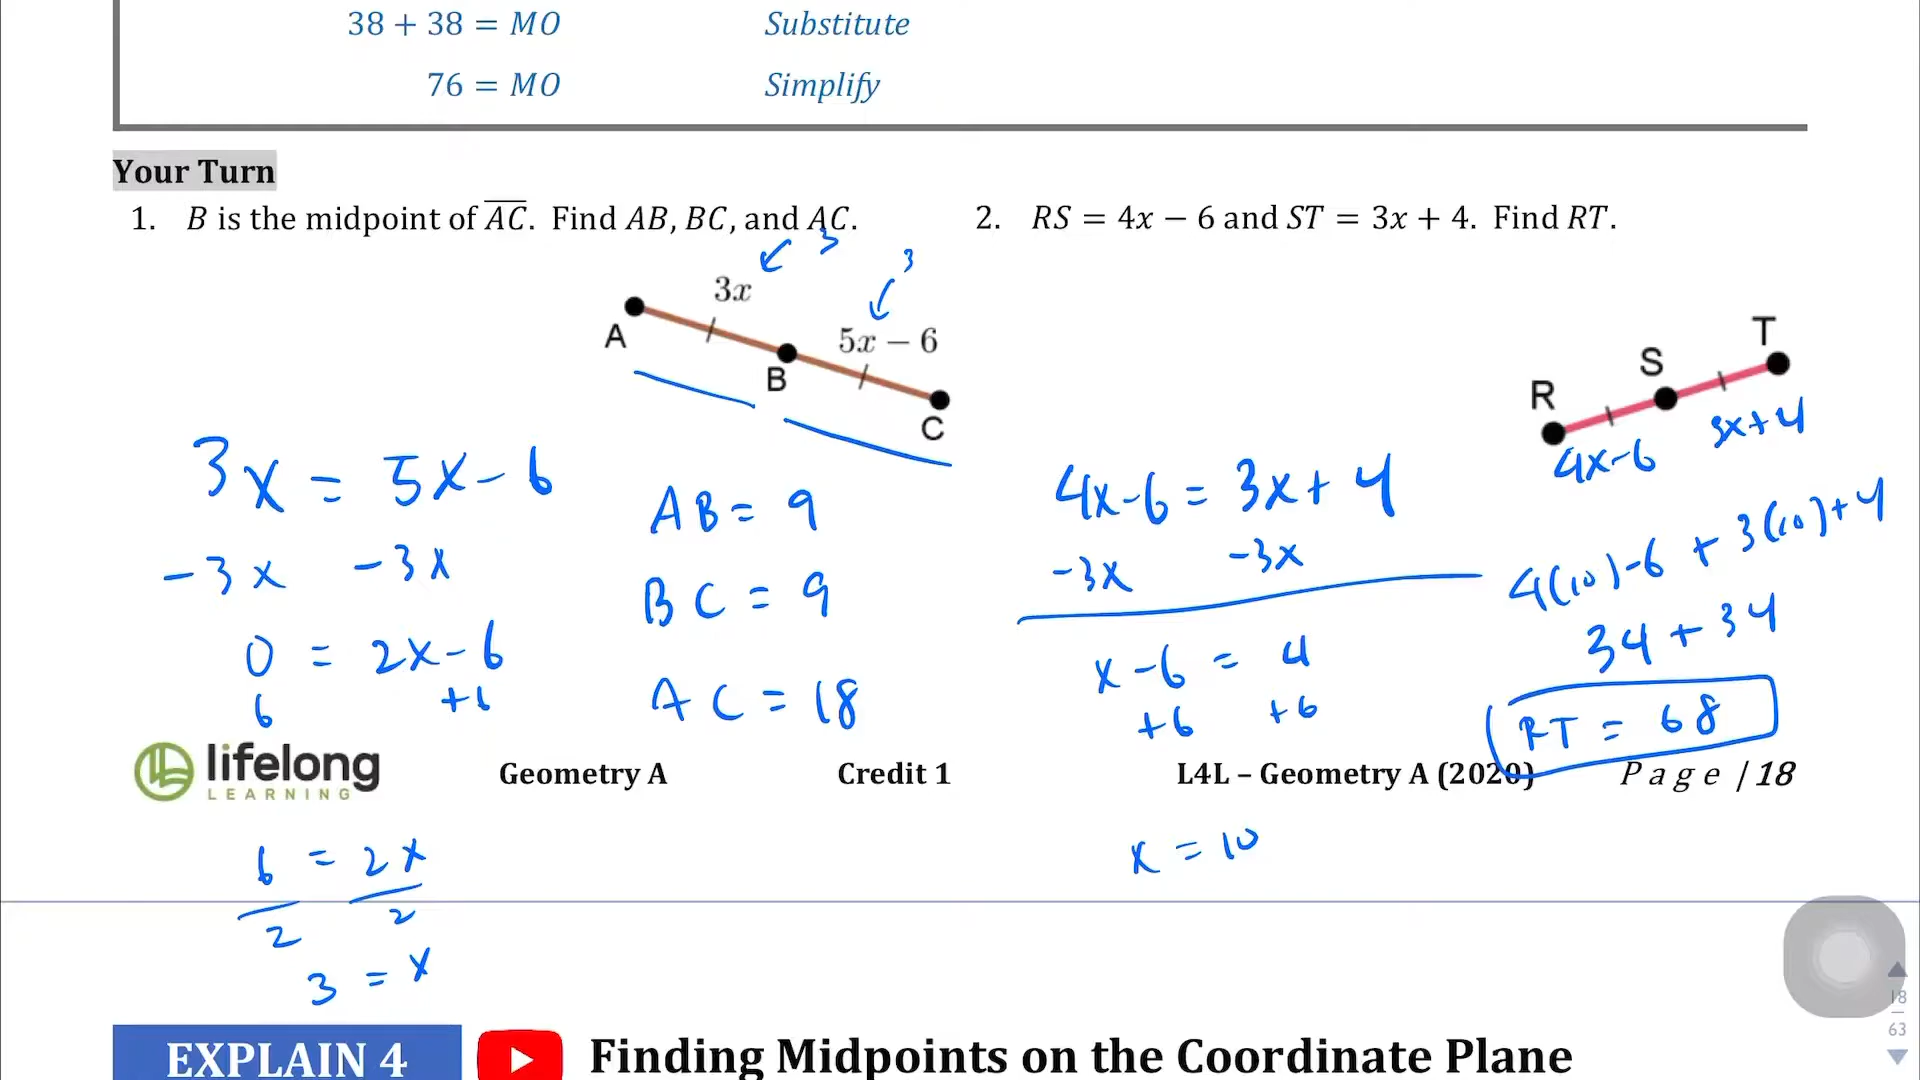 38 + 38 = MO Substitute
76 = MO Simplify
Your Turn
1. B is the midpoint of AC. Find AB, BC, and AC.
2. RS = 4x − 6 and ST = 3x + 4. Find RT.
3
3
3x
A
5x − 6
B
C
T
S
R
3x+4
4x-6
3x = 5x-6
-3x -3x
0 = 2x-6
6 +6
6 = 2x
2 2
3 = x
AB = 9
BC = 9
AC = 18
4x-6 = 3x+4
-3x -3x
x-6 = 4
+6 +6
x = 10
4(10)-6 + 3(10)+4
34 + 34
RT = 68
lifelong
LEARNING
Geometry A Credit 1 L4L – Geometry A (2020) Page |18
18
63
EXPLAIN 4 Finding Midpoints on the Coordinate Plane